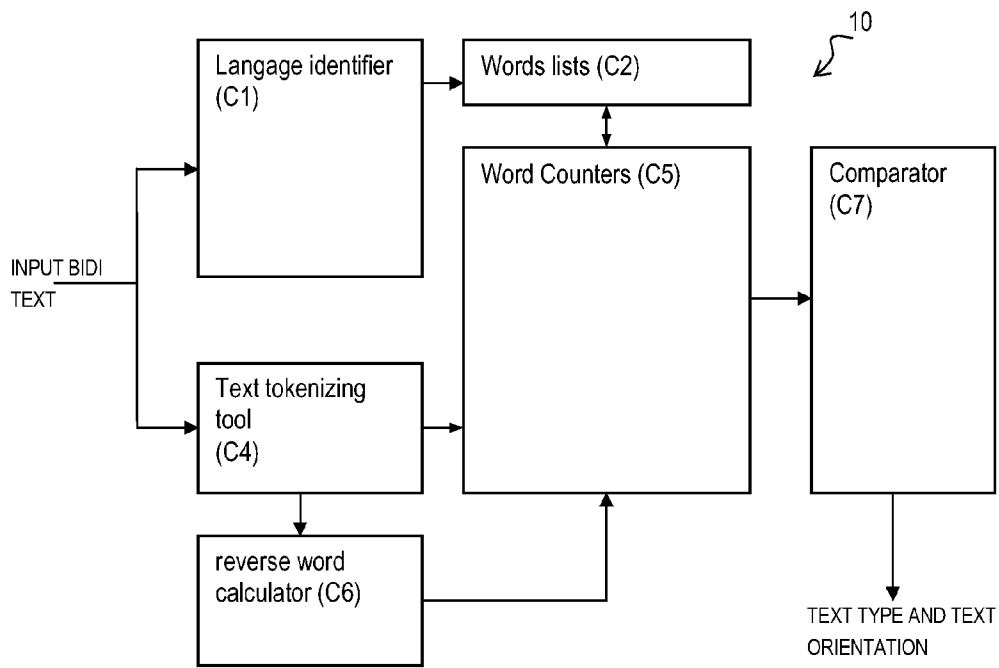 10
Langage identifier
(C1)
Words lists (C2)
Word Counters (C5)
Comparator
(C7)
INPUT BIDI
TEXT
Text tokenizing
tool
(C4)
reverse word
calculator (C6)
TEXT TYPE AND TEXT
ORIENTATION